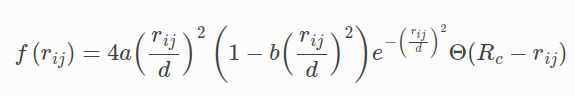 f(r_{ij}) = 4a\left(\frac{r_{ij}}{d}\right)^2 \left(1 - b\left(\frac{r_{ij}}{d}\right)^2\right) e^{-\left(\frac{r_{ij}}{d}\right)^2} \Theta(R_c - r_{ij})